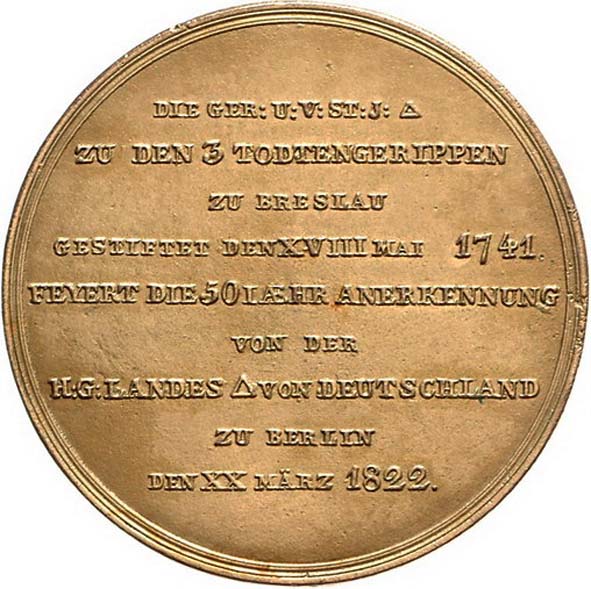 DIE GER: U: V: ST: J: △
ZU DEN 3 TODTENGERIPPEN
ZU BRESLAU
GESTIFTET DEN XVIII MAI 1741.
FEYERT DIE 50 IÆHR ANERKENNUNG
VON DER
H: G: LANDES △ VON DEUTSCHLAND
ZU BERLIN
DEN XX MÄRZ 1822.